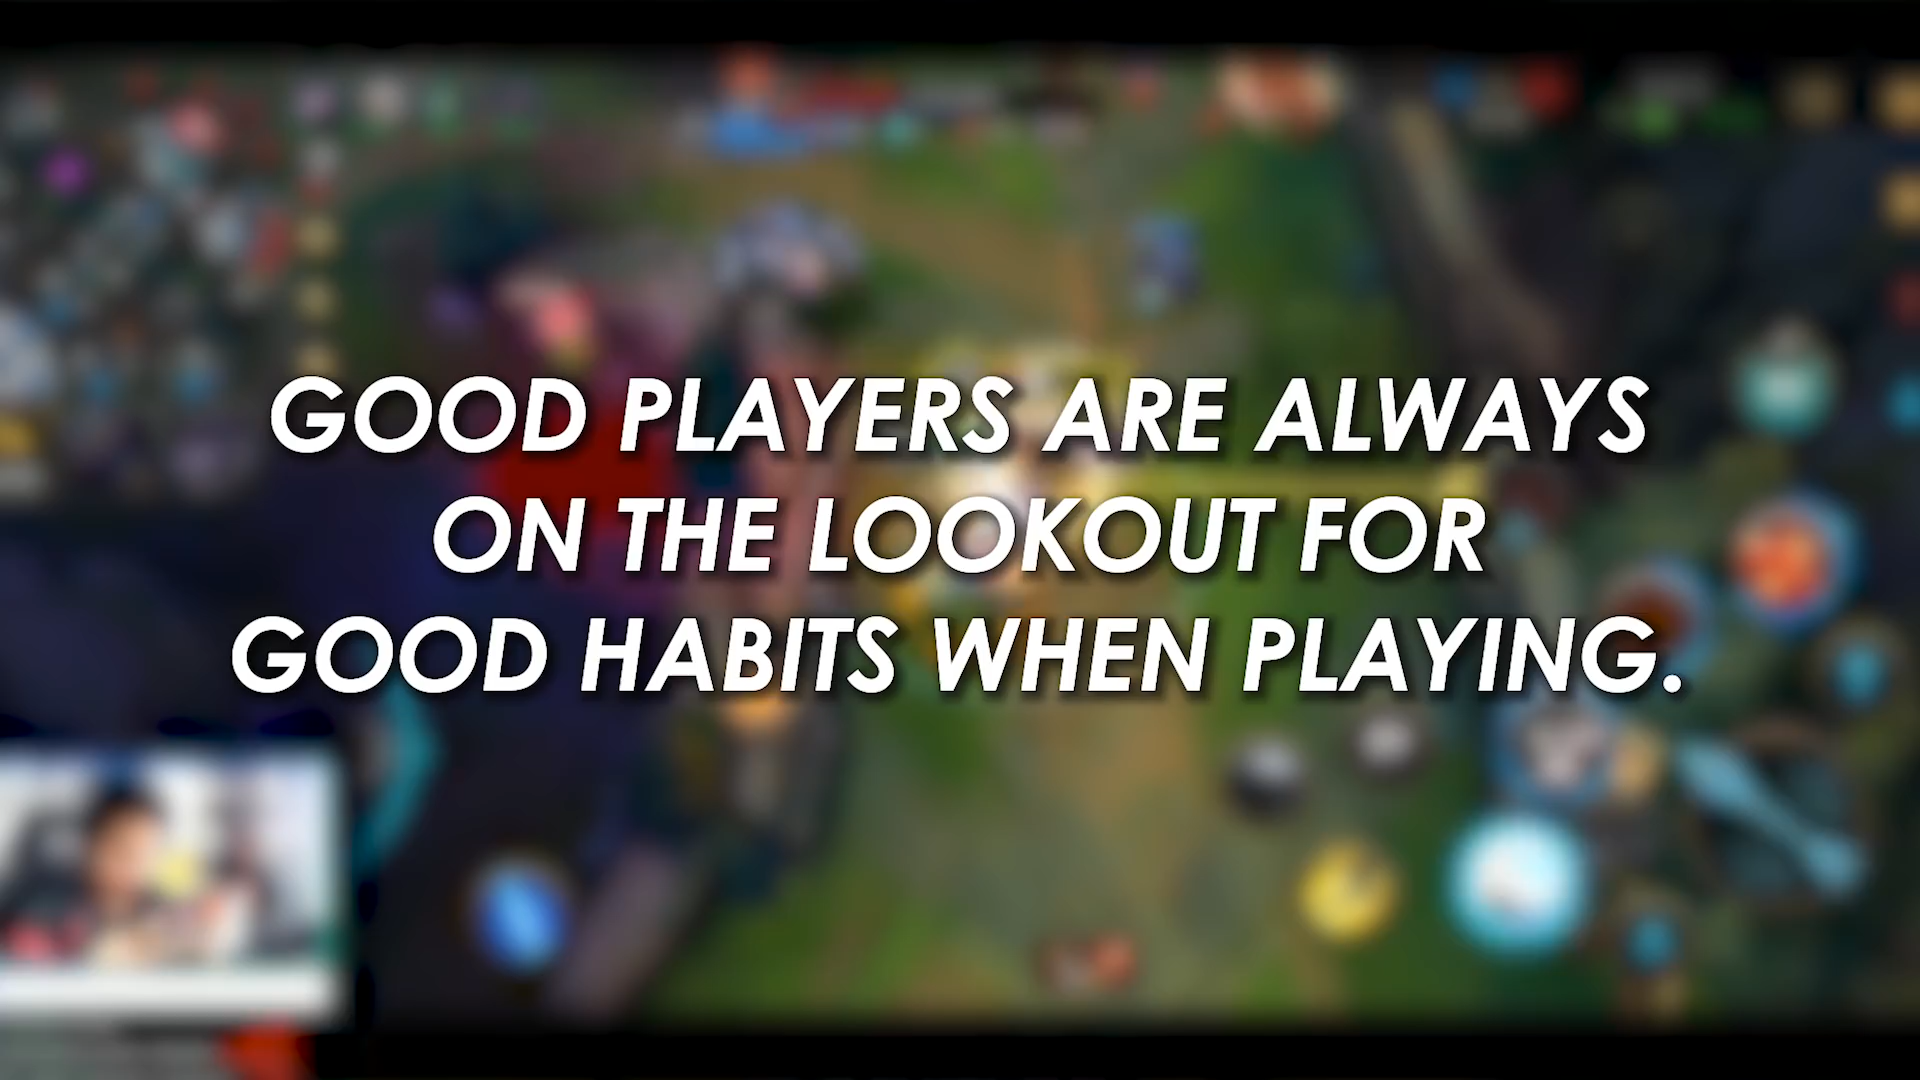 GOOD PLAYERS ARE ALWAYS
ON THE LOOKOUT FOR
GOOD HABITS WHEN PLAYING.